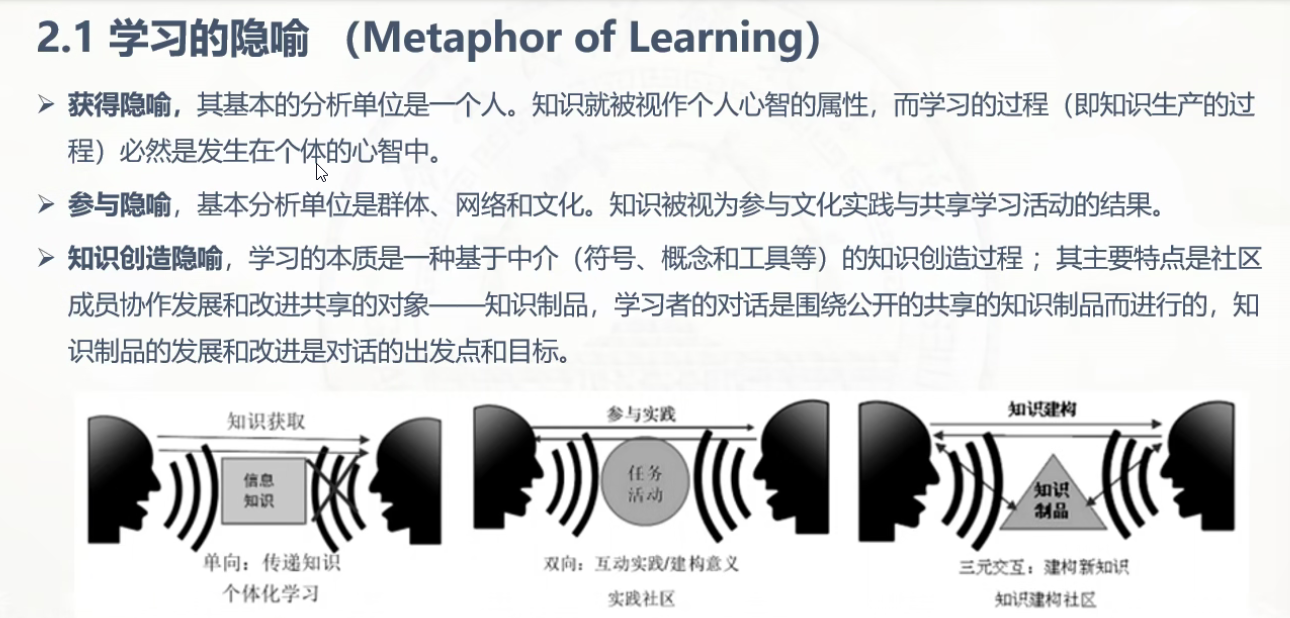 2.1 学习的隐喻 （Metaphor of Learning）
获得隐喻，其基本的分析单位是一个人。知识就被视作个人心智的属性，而学习的过程（即知识生产的过
程）必然是发生在个体的心智中。
参与隐喻，基本分析单位是群体、网络和文化。知识被视为参与文化实践与共享学习活动的结果。
知识创造隐喻，学习的本质是一种基于中介（符号、概念和工具等）的知识创造过程；其主要特点是社区
成员协作发展和改进共享的对象——知识制品，学习者的对话是围绕公开的共享的知识制品而进行的，知
识制品的发展和改进是对话的出发点和目标。
知识获取
信息
知识
单向：传递知识
个体化学习
参与实践
任务
活动
双向：互动实践/建构意义
实践社区
知识建构
知识
制品
三元交互：建构新知识
知识建构社区